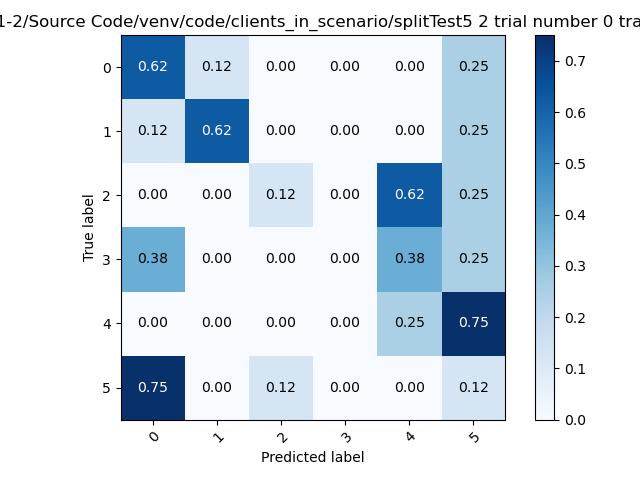 1-2/Source Code/venv/code/clients_in_scenario/splitTest5 2 trial number 0 tra
0 0.62 0.12 0.00 0.00 0.00 0.25
1 0.12 0.62 0.00 0.00 0.00 0.25
2 0.00 0.00 0.12 0.00 0.62 0.25
3 0.38 0.00 0.00 0.00 0.38 0.25
4 0.00 0.00 0.00 0.00 0.25 0.75
5 0.75 0.00 0.12 0.00 0.00 0.12
0 1 2 3 4 5
True label
Predicted label
0.7
0.6
0.5
0.4
0.3
0.2
0.1
0.0